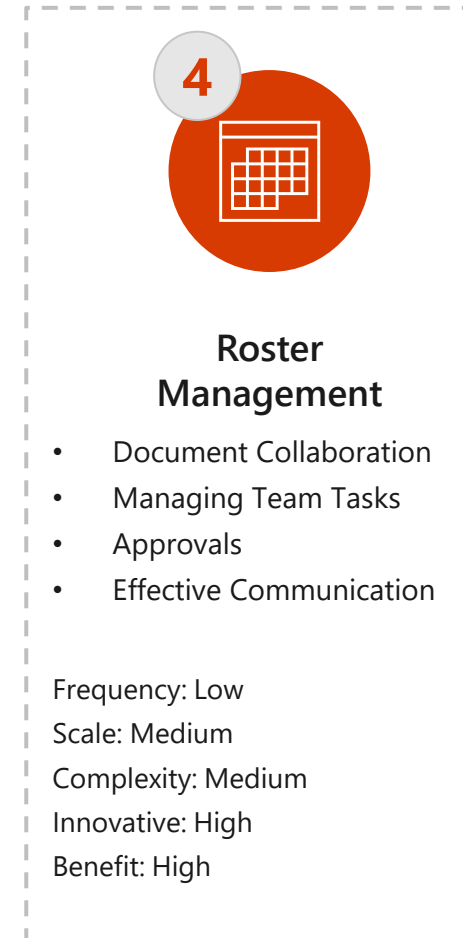 4
Roster
Management
• Document Collaboration
• Managing Team Tasks
• Approvals
• Effective Communication
Frequency: Low
Scale: Medium
Complexity: Medium
Innovative: High
Benefit: High